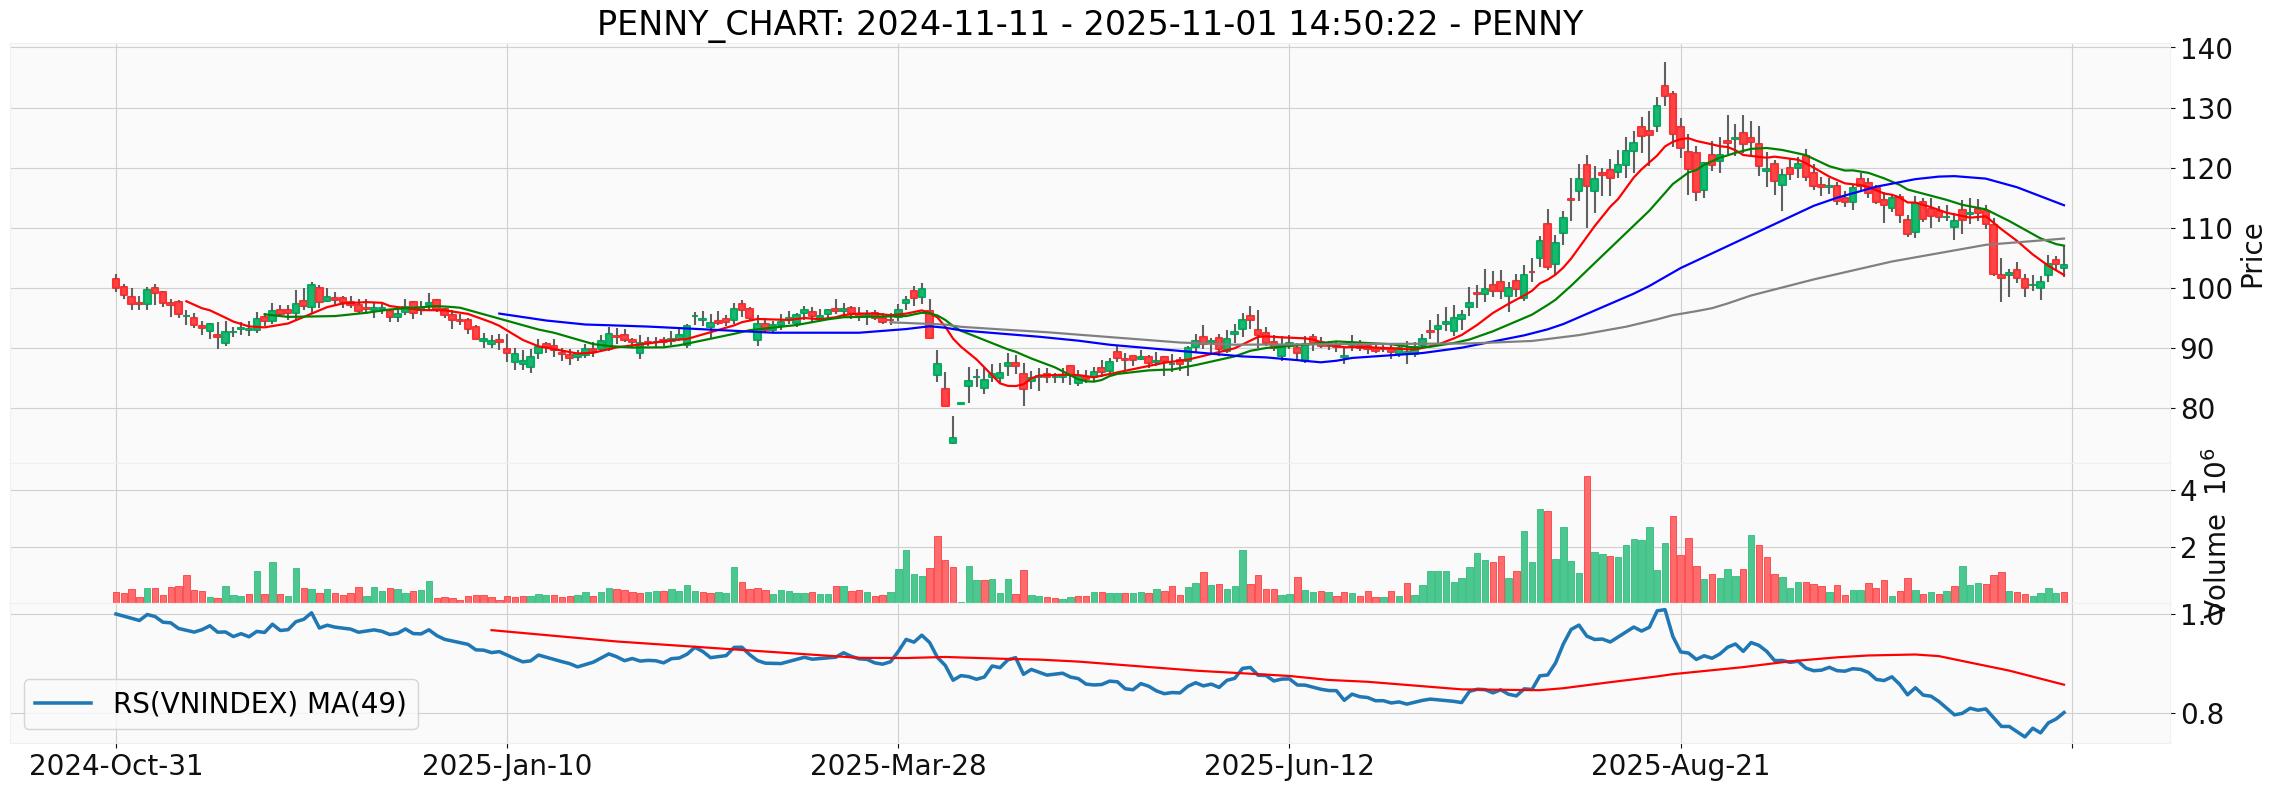 PENNY_CHART: 2024-11-11 - 2025-11-01 14:50:22 - PENNY
140
130
120
110
100
90
80
Price
4
2
Volume 10⁶
1.0
0.8
RS(VNINDEX) MA(49)
2024-Oct-31
2025-Jan-10
2025-Mar-28
2025-Jun-12
2025-Aug-21